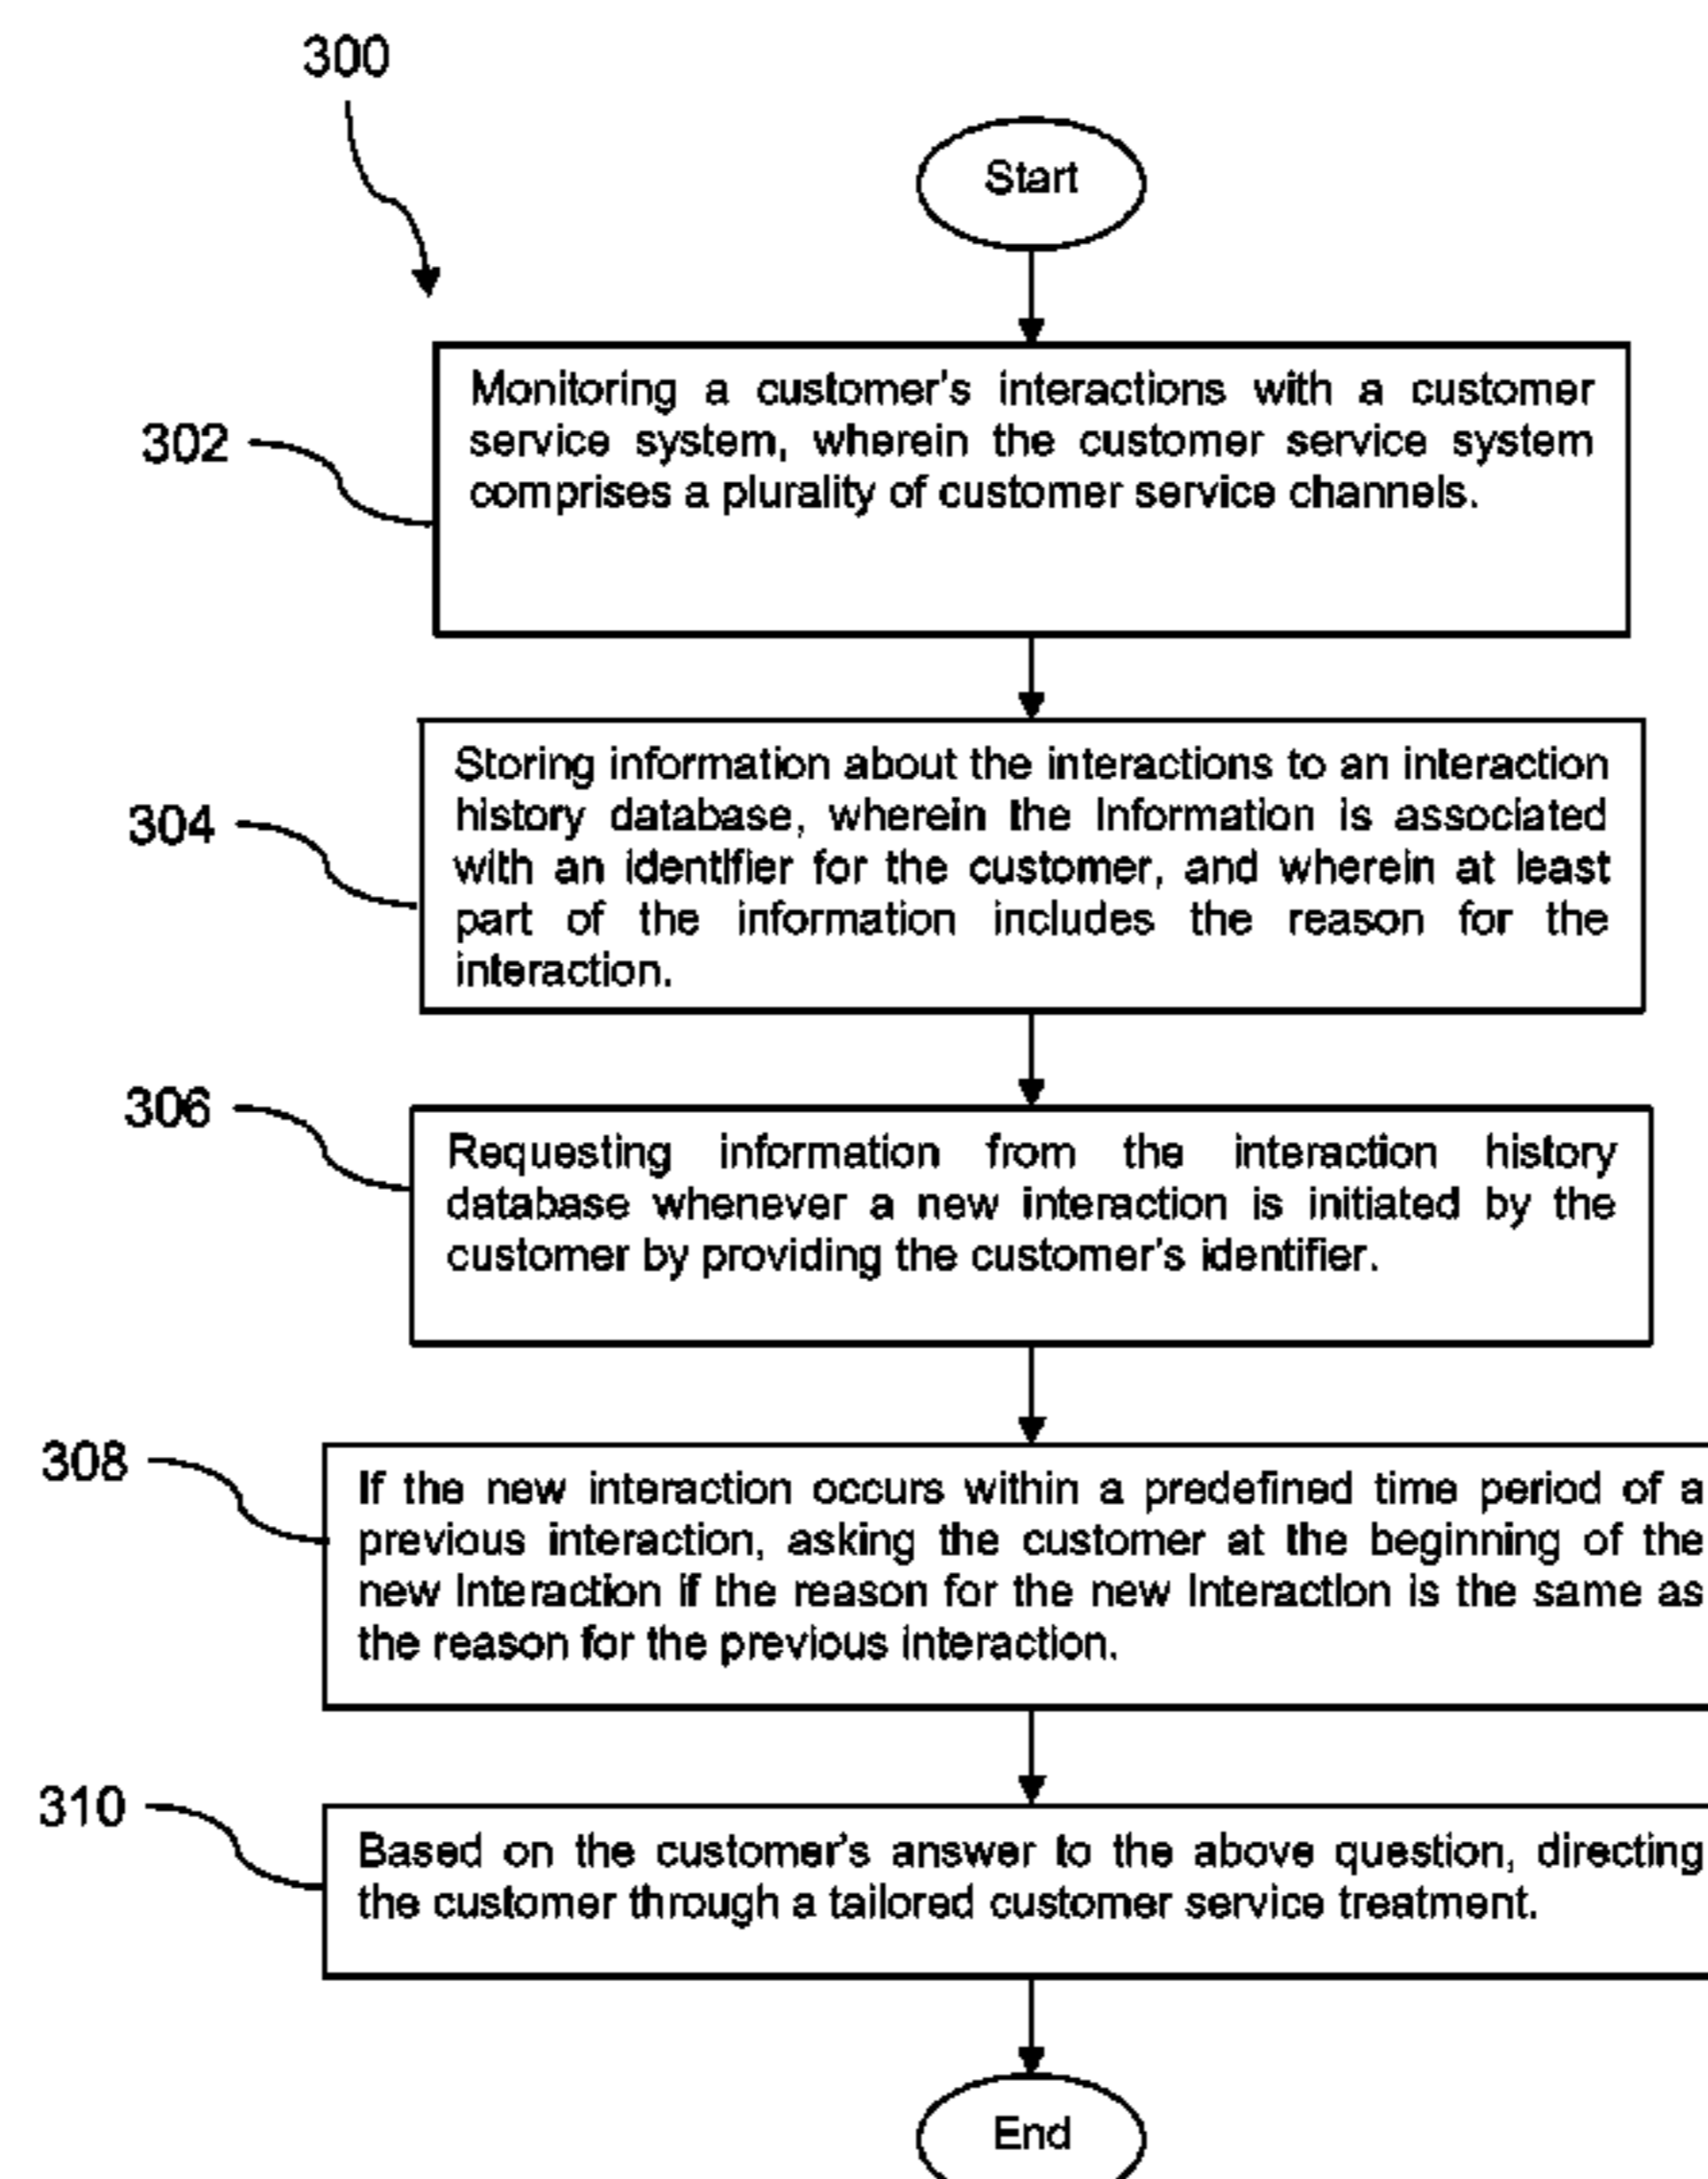 300
Start
302
Monitoring a customer's interactions with a customer
service system, wherein the customer service system
comprises a plurality of customer service channels.
304
Storing information about the interactions to an interaction
history database, wherein the information is associated
with an identifier for the customer, and wherein at least
part of the information includes the reason for the
interaction.
306
Requesting information from the interaction history
database whenever a new interaction is initiated by the
customer by providing the customer's identifier.
308
If the new interaction occurs within a predefined time period of a
previous interaction, asking the customer at the beginning of the
new interaction if the reason for the new interaction is the same as
the reason for the previous interaction.
310
Based on the customer's answer to the above question, directing
the customer through a tailored customer service treatment.
End